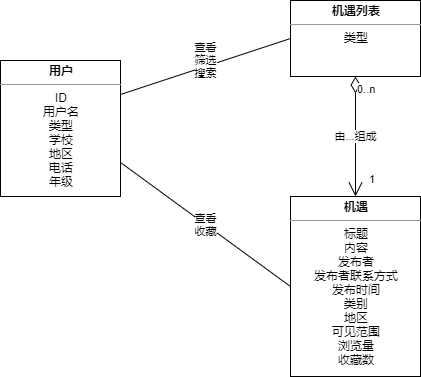 机遇列表
类型
查看
筛选
搜索
用户
ID
用户名
类型
学校
地区
电话
年级
0..n
由...组成
1
查看
收藏
机遇
标题
内容
发布者
发布者联系方式
发布时间
类别
地区
可见范围
浏览量
收藏数